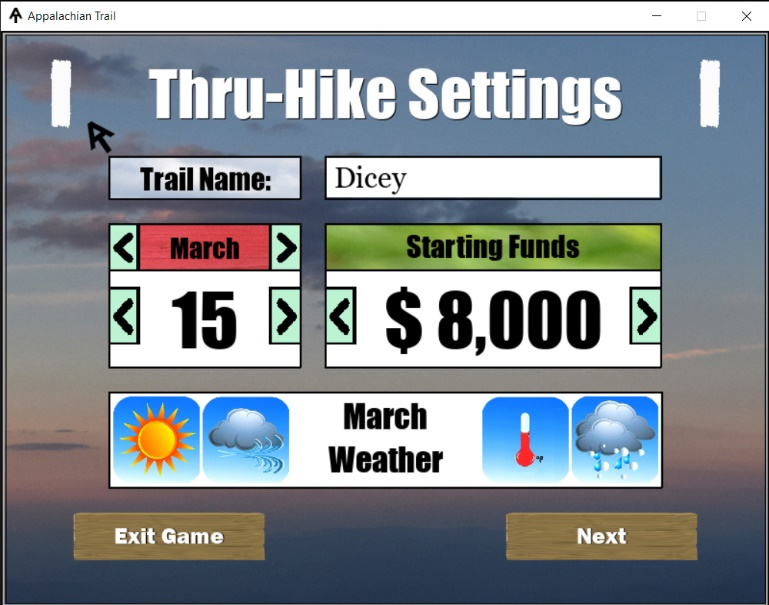 Appalachian Trail
Thru-Hike Settings
Trail Name:
Dicey
March
Starting Funds
15
$ 8,000
March
Weather
Exit Game
Next